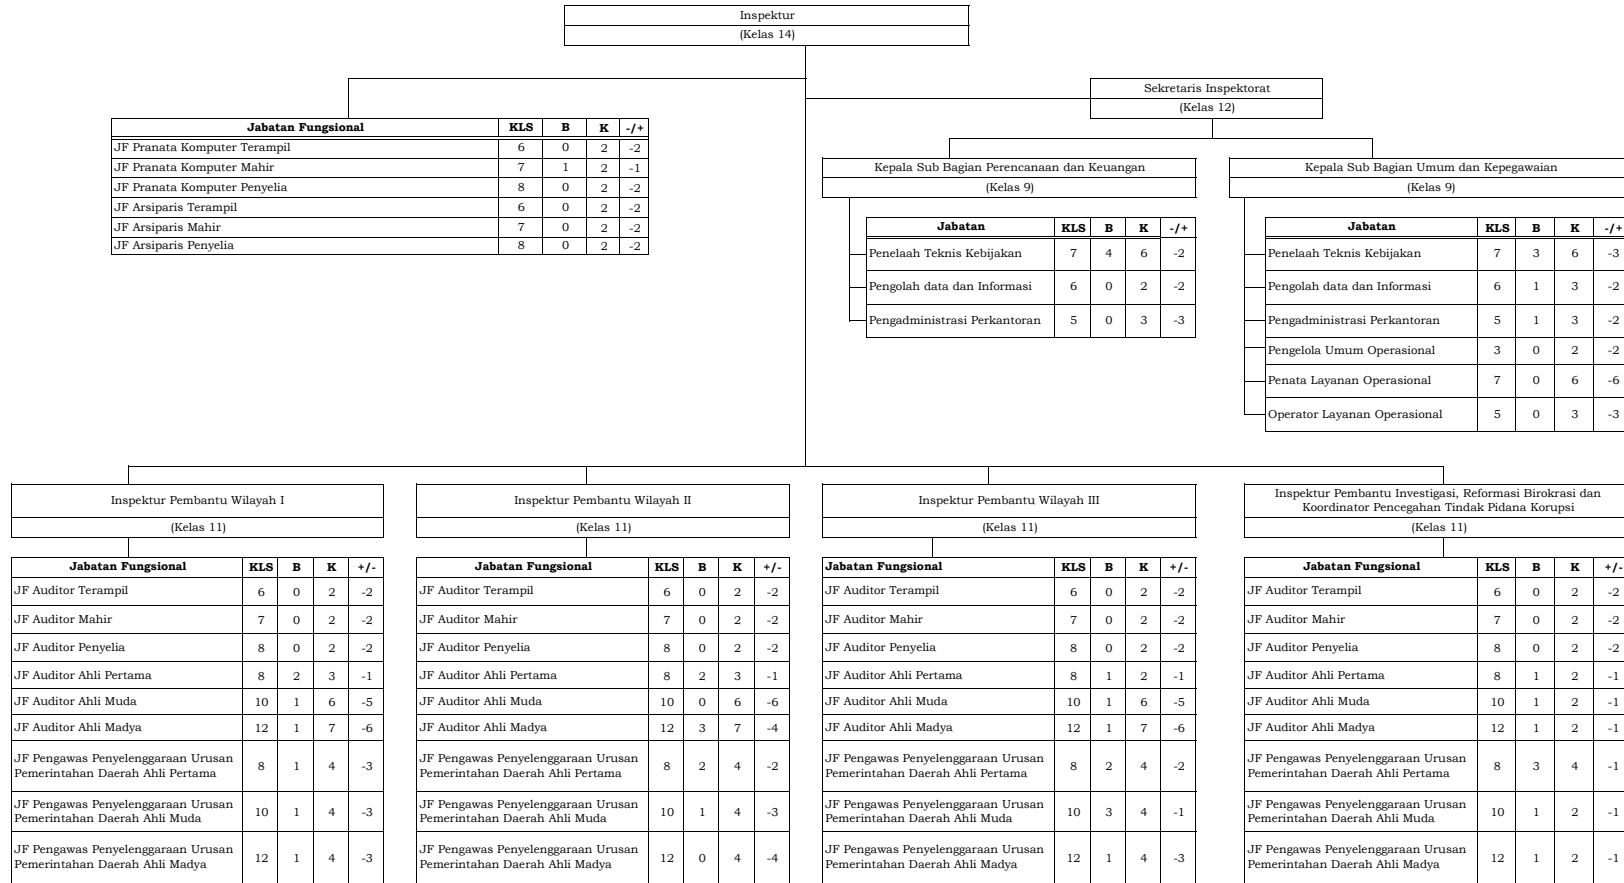 Inspektur
(Kelas 14)
Sekretaris Inspektorat
(Kelas 12)
Jabatan Fungsional KLS B K -/+
JF Pranata Komputer Terampil 6 0 2 -2
JF Pranata Komputer Mahir 7 1 2 -1
JF Pranata Komputer Penyelia 8 0 2 -2
JF Arsiparis Terampil 6 0 2 -2
JF Arsiparis Mahir 7 0 2 -2
JF Arsiparis Penyelia 8 0 2 -2
Kepala Sub Bagian Perencanaan dan Keuangan
(Kelas 9)
Jabatan KLS B K -/+
Penelaah Teknis Kebijakan 7 4 6 -2
Pengolah data dan Informasi 6 0 2 -2
Pengadministrasi Perkantoran 5 0 3 -3
Kepala Sub Bagian Umum dan Kepegawaian
(Kelas 9)
Jabatan KLS B K -/+
Penelaah Teknis Kebijakan 7 3 6 -3
Pengolah data dan Informasi 6 1 3 -2
Pengadministrasi Perkantoran 5 1 3 -2
Pengelola Umum Operasional 3 0 2 -2
Penata Layanan Operasional 7 0 6 -6
Operator Layanan Operasional 5 0 3 -3
Inspektur Pembantu Wilayah I
(Kelas 11)
Jabatan Fungsional KLS B K +/-
JF Auditor Terampil 6 0 2 -2
JF Auditor Mahir 7 0 2 -2
JF Auditor Penyelia 8 0 2 -2
JF Auditor Ahli Pertama 8 2 3 -1
JF Auditor Ahli Muda 10 1 6 -5
JF Auditor Ahli Madya 12 1 7 -6
JF Pengawas Penyelenggaraan Urusan
Pemerintahan Daerah Ahli Pertama 8 1 4 -3
JF Pengawas Penyelenggaraan Urusan
Pemerintahan Daerah Ahli Muda 10 1 4 -3
JF Pengawas Penyelenggaraan Urusan
Pemerintahan Daerah Ahli Madya 12 1 4 -3
Inspektur Pembantu Wilayah II
(Kelas 11)
Jabatan Fungsional KLS B K +/-
JF Auditor Terampil 6 0 2 -2
JF Auditor Mahir 7 0 2 -2
JF Auditor Penyelia 8 0 2 -2
JF Auditor Ahli Pertama 8 2 3 -1
JF Auditor Ahli Muda 10 0 6 -6
JF Auditor Ahli Madya 12 3 7 -4
JF Pengawas Penyelenggaraan Urusan
Pemerintahan Daerah Ahli Pertama 8 2 4 -2
JF Pengawas Penyelenggaraan Urusan
Pemerintahan Daerah Ahli Muda 10 1 4 -3
JF Pengawas Penyelenggaraan Urusan
Pemerintahan Daerah Ahli Madya 12 0 4 -4
Inspektur Pembantu Wilayah III
(Kelas 11)
Jabatan Fungsional KLS B K +/-
JF Auditor Terampil 6 0 2 -2
JF Auditor Mahir 7 0 2 -2
JF Auditor Penyelia 8 0 2 -2
JF Auditor Ahli Pertama 8 1 2 -1
JF Auditor Ahli Muda 10 1 6 -5
JF Auditor Ahli Madya 12 1 7 -6
JF Pengawas Penyelenggaraan Urusan
Pemerintahan Daerah Ahli Pertama 8 2 4 -2
JF Pengawas Penyelenggaraan Urusan
Pemerintahan Daerah Ahli Muda 10 3 4 -1
JF Pengawas Penyelenggaraan Urusan
Pemerintahan Daerah Ahli Madya 12 1 4 -3
Inspektur Pembantu Investigasi, Reformasi Birokrasi dan
Koordinator Pencegahan Tindak Pidana Korupsi
(Kelas 11)
Jabatan Fungsional KLS B K +/-
JF Auditor Terampil 6 0 2 -2
JF Auditor Mahir 7 0 2 -2
JF Auditor Penyelia 8 0 2 -2
JF Auditor Ahli Pertama 8 1 2 -1
JF Auditor Ahli Muda 10 1 2 -1
JF Auditor Ahli Madya 12 1 2 -1
JF Pengawas Penyelenggaraan Urusan
Pemerintahan Daerah Ahli Pertama 8 3 4 -1
JF Pengawas Penyelenggaraan Urusan
Pemerintahan Daerah Ahli Muda 10 1 2 -1
JF Pengawas Penyelenggaraan Urusan
Pemerintahan Daerah Ahli Madya 12 1 2 -1